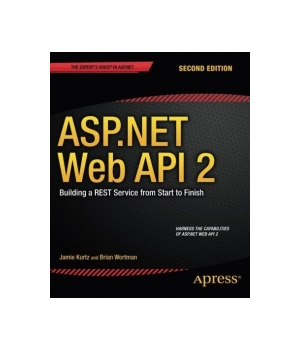 THE EXPERT'S VOICE® IN ASP.NET
SECOND EDITION
ASP.NET
Web API 2
Building a REST Service from Start to Finish
HARNESS THE CAPABILITIES
OF ASP.NET WEB API 2
Jamie Kurtz and Brian Wortman
Apress®